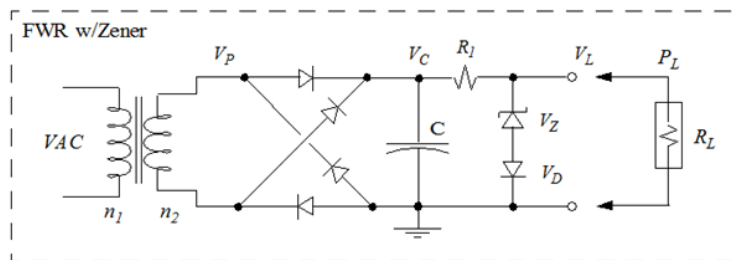 FWR w/Zener
V_P
V_C
R_1
V_L
P_L
VAC
C
V_Z
R_L
V_D
n_1
n_2